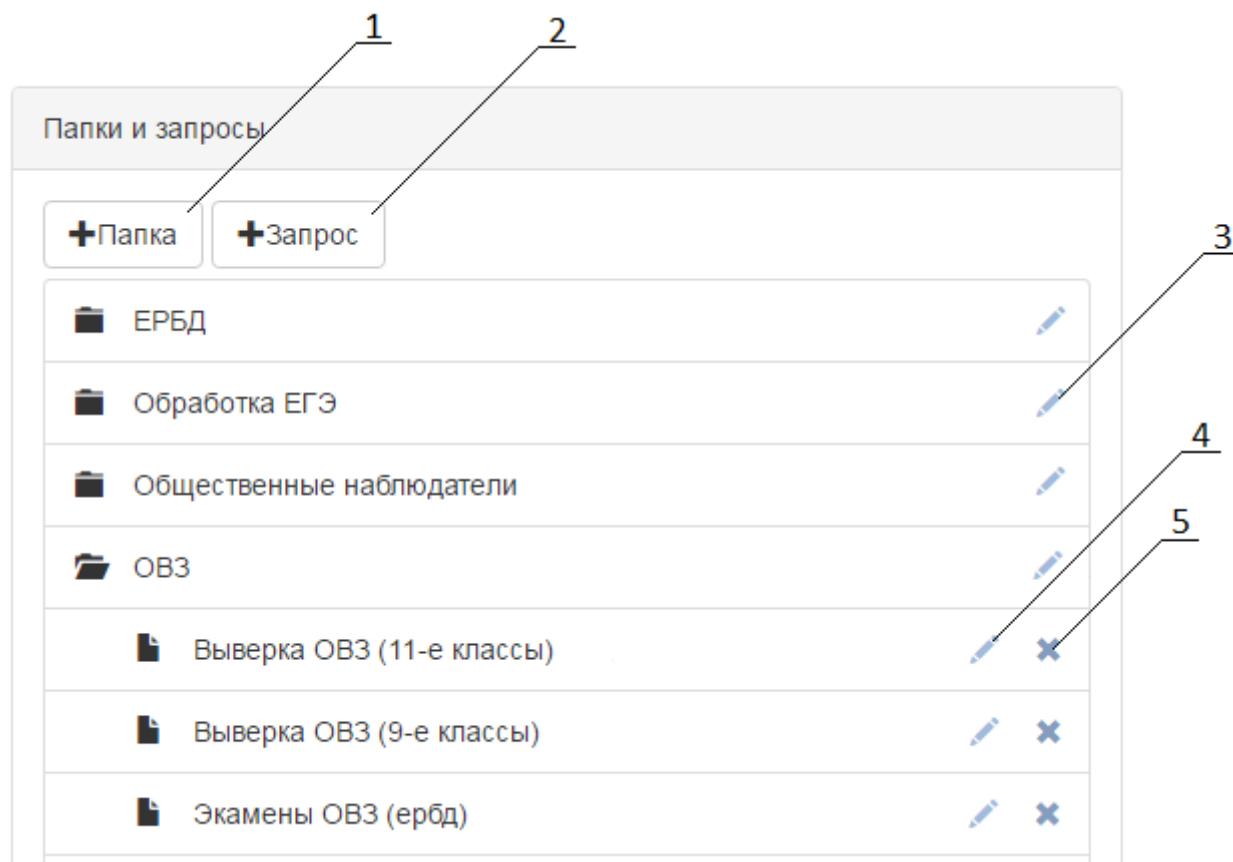 1
2
Папки и запросы
+Папка +Запрос
3
ЕРБД
Обработка ЕГЭ
4
Общественные наблюдатели
5
ОВЗ
Выверка ОВЗ (11-е классы)
Выверка ОВЗ (9-е классы)
Экамены ОВЗ (ербд)